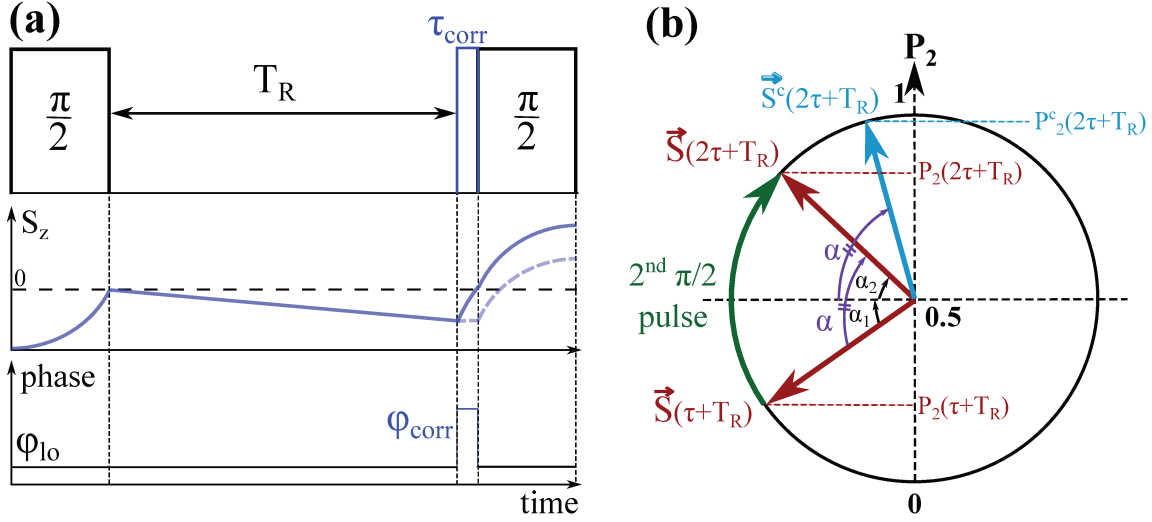 (a)
τcorr
π
2
TR
π
2
Sz
0
phase
φcorr
φlo
time
(b)
P2
1
S⃗c(2τ+TR)
Pc2(2τ+TR)
S⃗(2τ+TR)
P2(2τ+TR)
2nd π/2
pulse
α
α
α2
α1
0.5
S⃗(τ+TR)
P2(τ+TR)
0